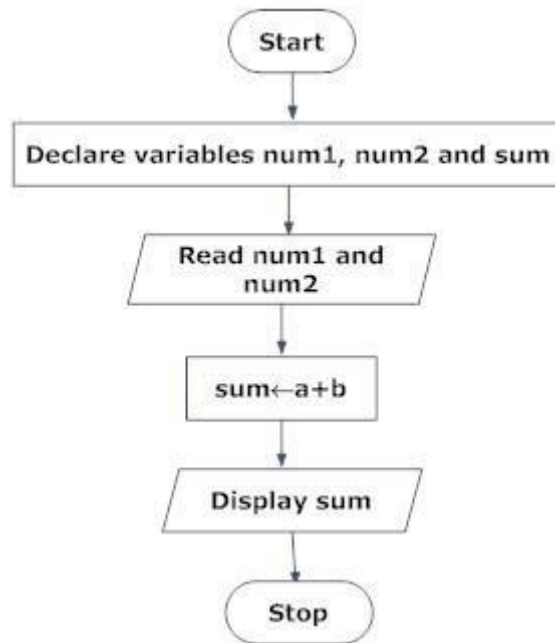 Start
Declare variables num1, num2 and sum
Read num1 and
num2
sum←a+b
Display sum
Stop